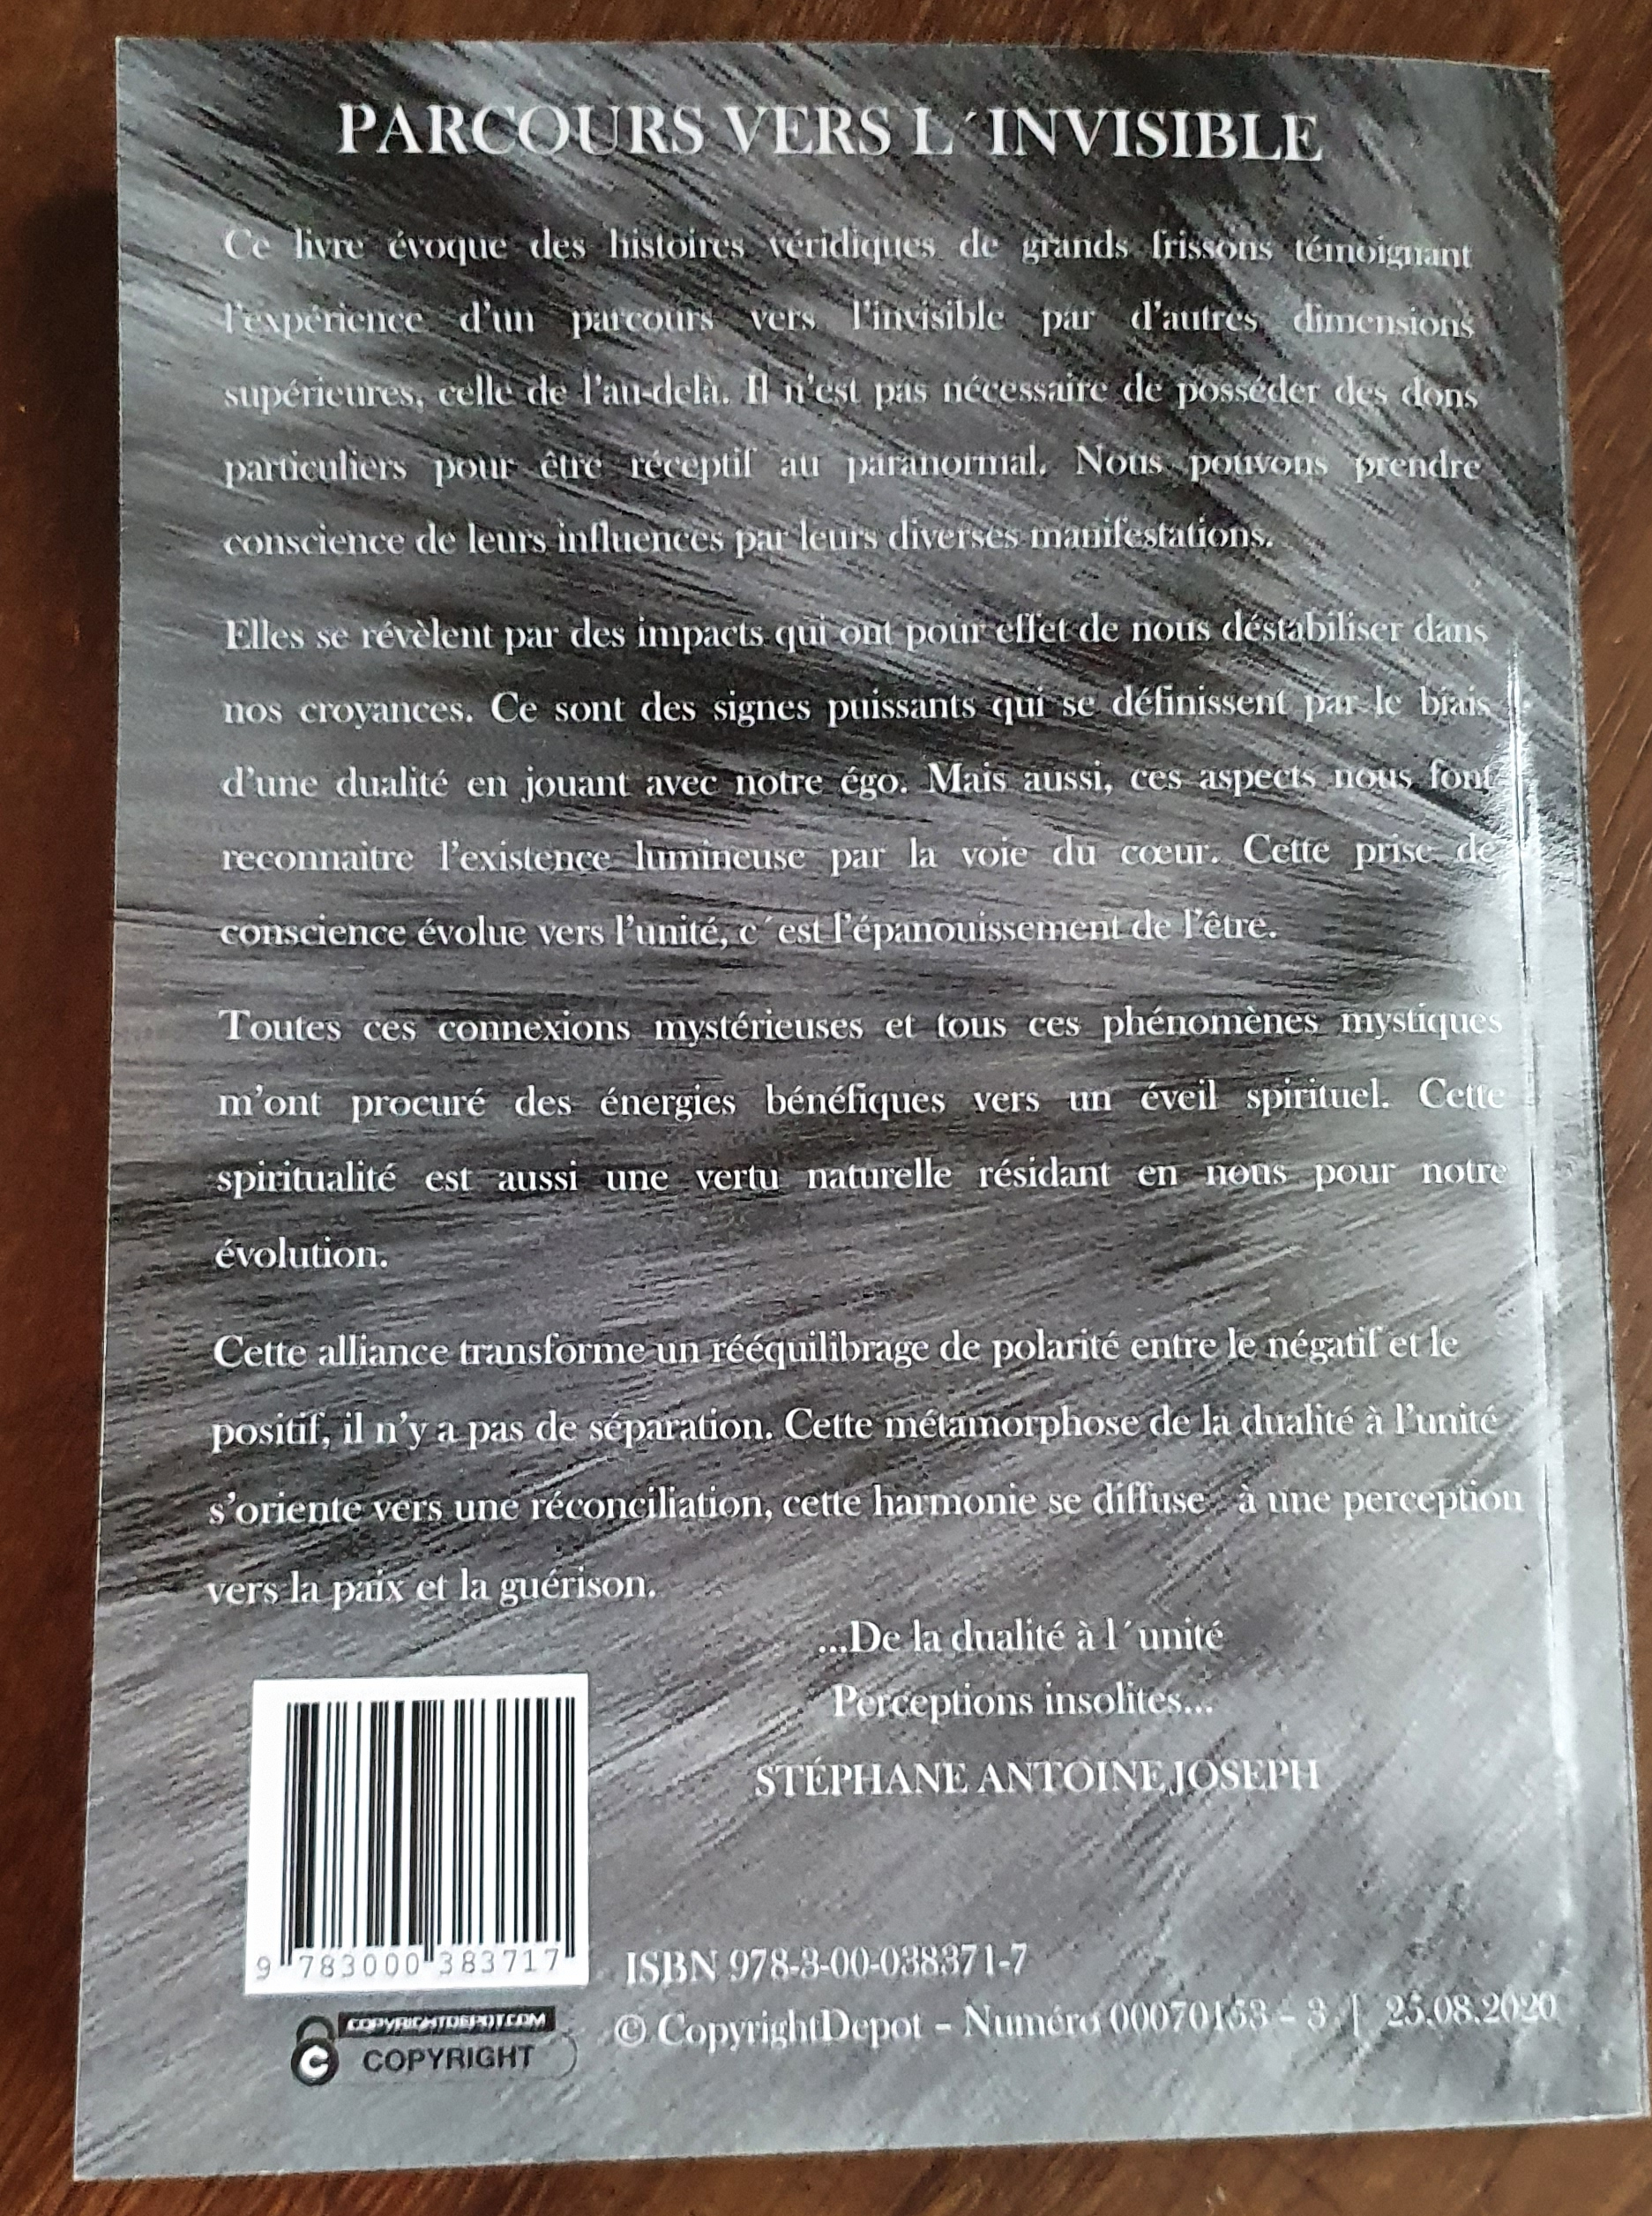 PARCOURS VERS L´INVISIBLE
Ce livre évoque des histoires véridiques de grands frissons témoignant
l'expérience d'un parcours vers l'invisible par d'autres dimensions
supérieures, celle de l'au-delà. Il n'est pas nécessaire de posséder des dons
particuliers pour être réceptif au paranormal. Nous pouvons prendre
conscience de leurs influences par leurs diverses manifestations.
Elles se révèlent par des impacts qui ont pour effet de nous déstabiliser dans
nos croyances. Ce sont des signes puissants qui se définissent par le biais
d'une dualité en jouant avec notre égo. Mais aussi, ces aspects nous font
reconnaitre l'existence lumineuse par la voie du cœur. Cette prise de
conscience évolue vers l'unité, c´est l'épanouissement de l'être.
Toutes ces connexions mystérieuses et tous ces phénomènes mystiques
m'ont procuré des énergies bénéfiques vers un éveil spirituel. Cette
spiritualité est aussi une vertu naturelle résidant en nous pour notre
évolution.
Cette alliance transforme un rééquilibrage de polarité entre le négatif et le
positif, il n'y a pas de séparation. Cette métamorphose de la dualité à l'unité
s'oriente vers une réconciliation, cette harmonie se diffuse à une perception
vers la paix et la guérison.
...De la dualité à l´unité
Perceptions insolites...
STÉPHANE ANTOINE JOSEPH
9 783000 383717
ISBN 978-3-00-038371-7
COPYRIGHTDEPOT.COM
C COPYRIGHT
© CopyrightDepot – Numéro 00070153 – 3 | 25.08.2020